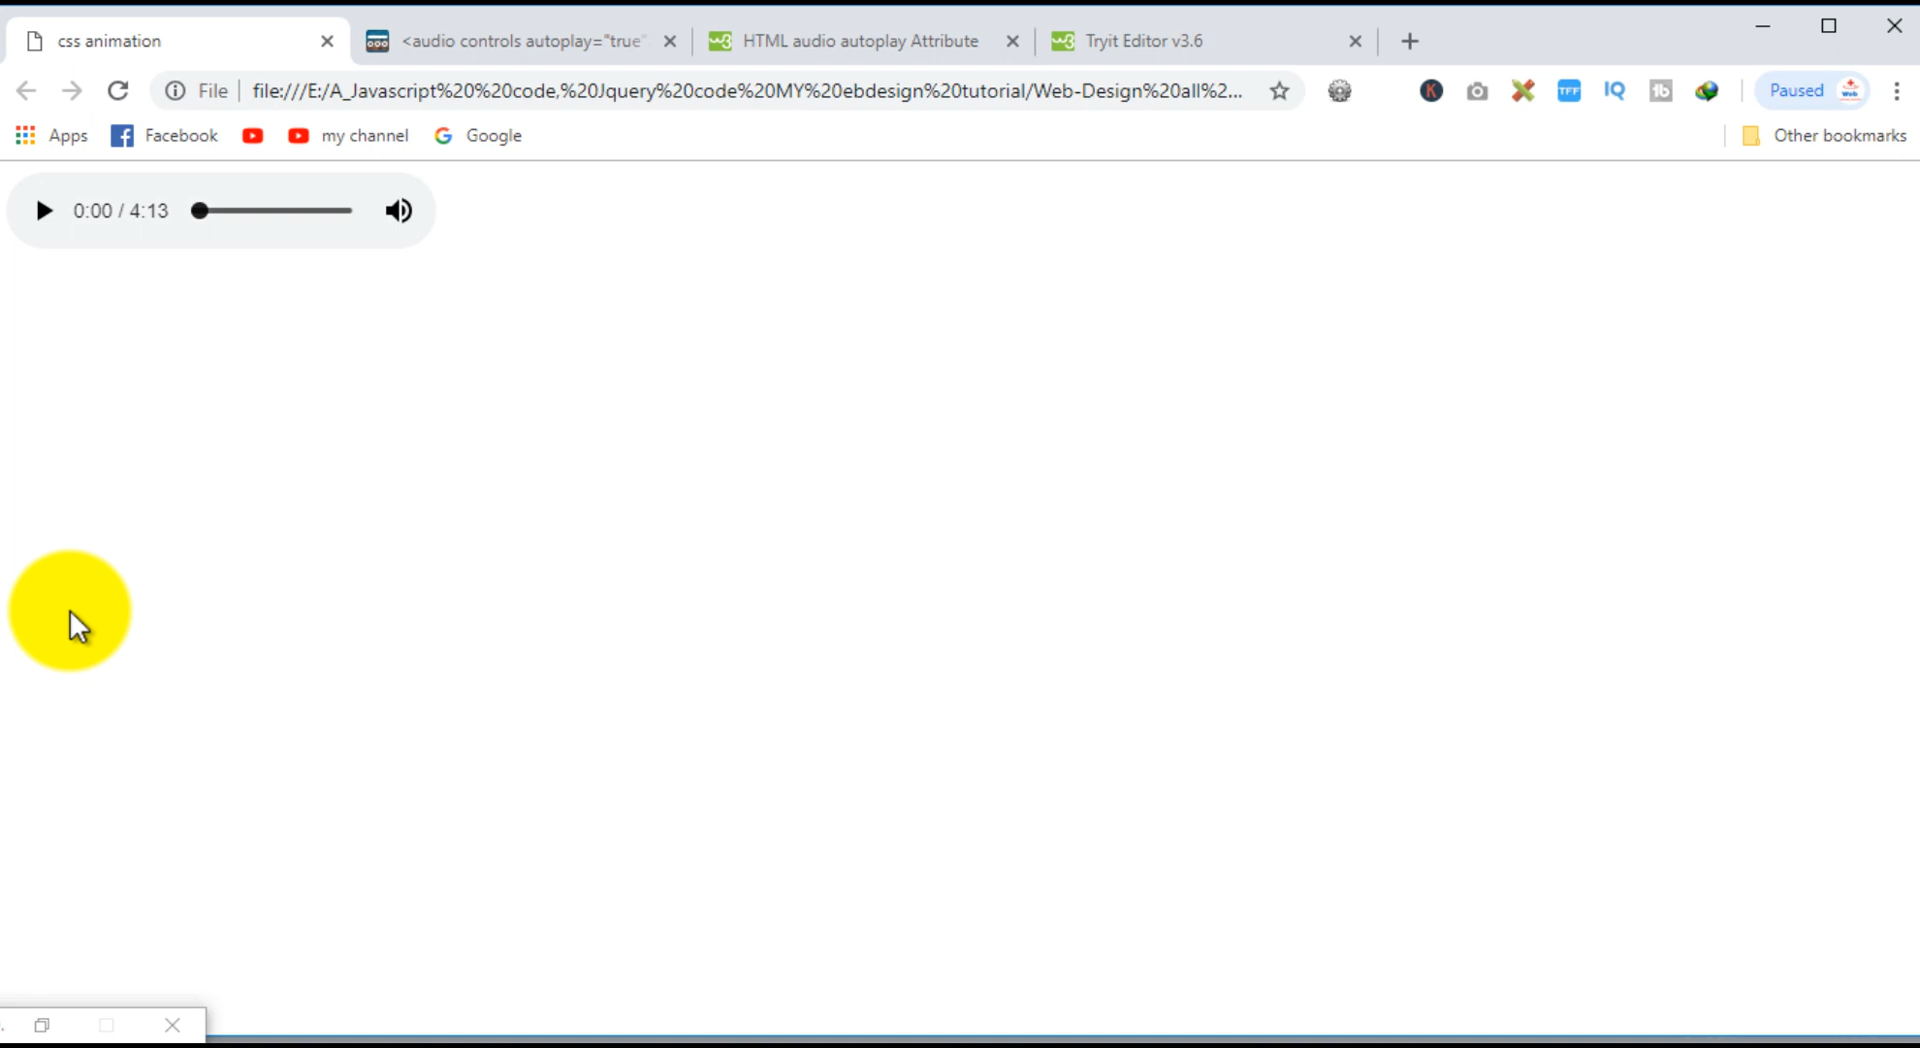 css animation
<audio controls autoplay="true"
HTML audio autoplay Attribute
Tryit Editor v3.6
File
file:///E:/A_Javascript%20%20code,%20Jquery%20code%20MY%20ebdesign%20tutorial/Web-Design%20all%2...
K
TFF
IQ
Paused
Apps
Facebook
my channel
Google
Other bookmarks
0:00 / 4:13